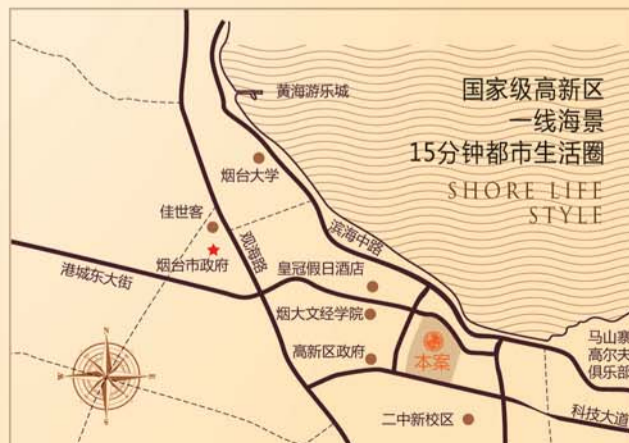 国家级高新区
一线海景
15分钟都市生活圈
SHORE LIFE
STYLE
黄海游乐城
烟台大学
佳世客
烟台市政府
观海路
滨海中路
港城东大街
皇冠假日酒店
烟大文经学院
高新区政府
本案
马山寨
高尔夫
俱乐部
科技大道
二中新校区